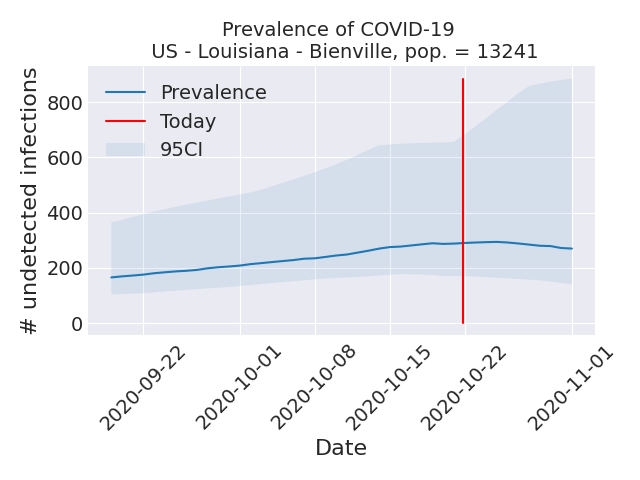 Prevalence of COVID-19
US - Louisiana - Bienville, pop. = 13241
# undetected infections
800
600
400
200
0
Prevalence
Today
95CI
2020-09-22
2020-10-01
2020-10-08
2020-10-15
2020-10-22
2020-11-01
Date